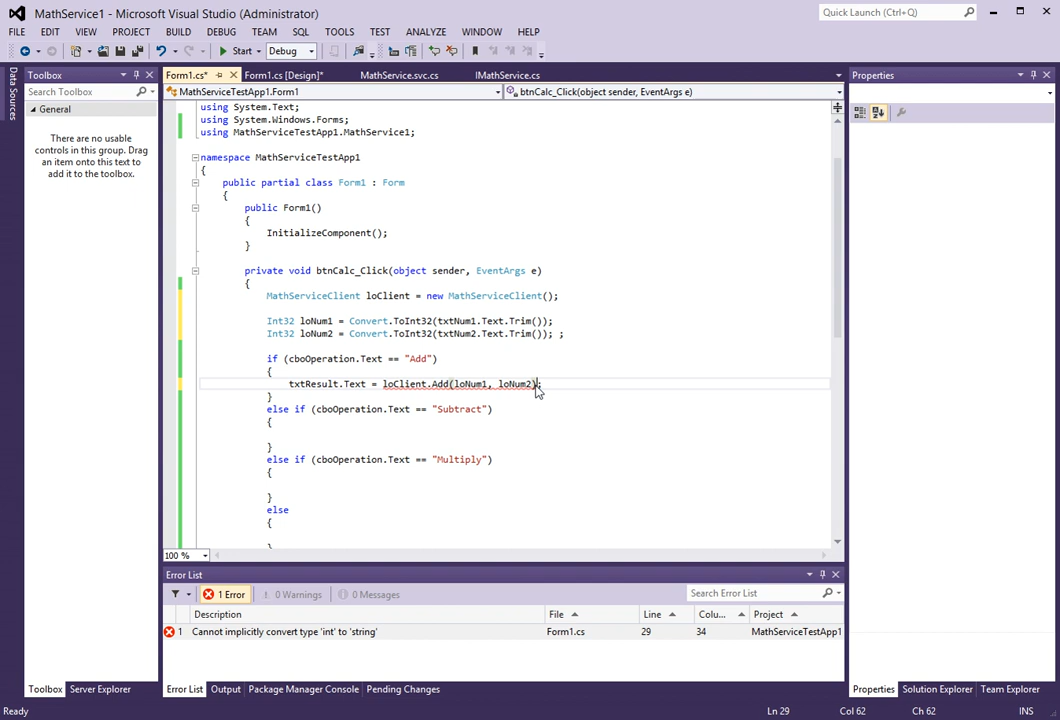 MathService1 - Microsoft Visual Studio (Administrator)
Quick Launch (Ctrl+Q)
FILE EDIT VIEW PROJECT BUILD DEBUG TEAM SQL TOOLS TEST ANALYZE WINDOW HELP
Start Debug
Data Sources
Toolbox
Search Toolbox
General
There are no usable
controls in this group. Drag
an item onto this text to
add it to the toolbox.
Form1.cs* Form1.cs [Design]* MathService.svc.cs IMathService.cs
MathServiceTestApp1.Form1 btnCalc_Click(object sender, EventArgs e)
using System.Text;
using System.Windows.Forms;
using MathServiceTestApp1.MathService1;
namespace MathServiceTestApp1
{
public partial class Form1 : Form
{
public Form1()
{
InitializeComponent();
}
private void btnCalc_Click(object sender, EventArgs e)
{
MathServiceClient loClient = new MathServiceClient();
Int32 loNum1 = Convert.ToInt32(txtNum1.Text.Trim());
Int32 loNum2 = Convert.ToInt32(txtNum2.Text.Trim()); ;
if (cboOperation.Text == "Add")
{
txtResult.Text = loClient.Add(loNum1, loNum2);
}
else if (cboOperation.Text == "Subtract")
{
}
else if (cboOperation.Text == "Multiply")
{
}
else
{
}
100 %
Properties
Error List
1 Error 0 Warnings 0 Messages
Search Error List
Description File Line Colu... Project
1 Cannot implicitly convert type 'int' to 'string' Form1.cs 29 34 MathServiceTestApp1
Toolbox Server Explorer
Error List Output Package Manager Console Pending Changes
Properties Solution Explorer Team Explorer
Ready Ln 29 Col 62 Ch 62 INS